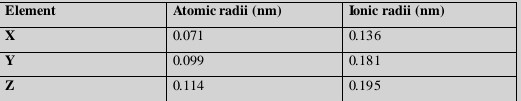 Element Atomic radii (nm) Ionic radii (nm)
X 0.071 0.136
Y 0.099 0.181
Z 0.114 0.195